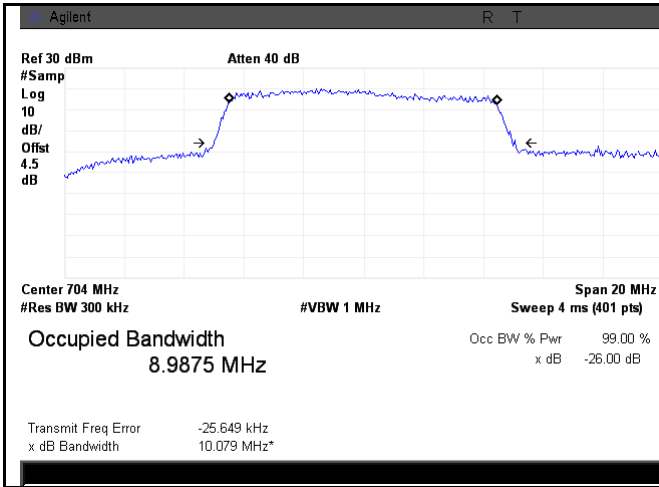 Agilent R T
Ref 30 dBm Atten 40 dB
#Samp
Log
10
dB/
Offst
4.5
dB
Center 704 MHz Span 20 MHz
#Res BW 300 kHz #VBW 1 MHz Sweep 4 ms (401 pts)
Occupied Bandwidth Occ BW % Pwr 99.00 %
8.9875 MHz x dB -26.00 dB
Transmit Freq Error -25.649 kHz
x dB Bandwidth 10.079 MHz*